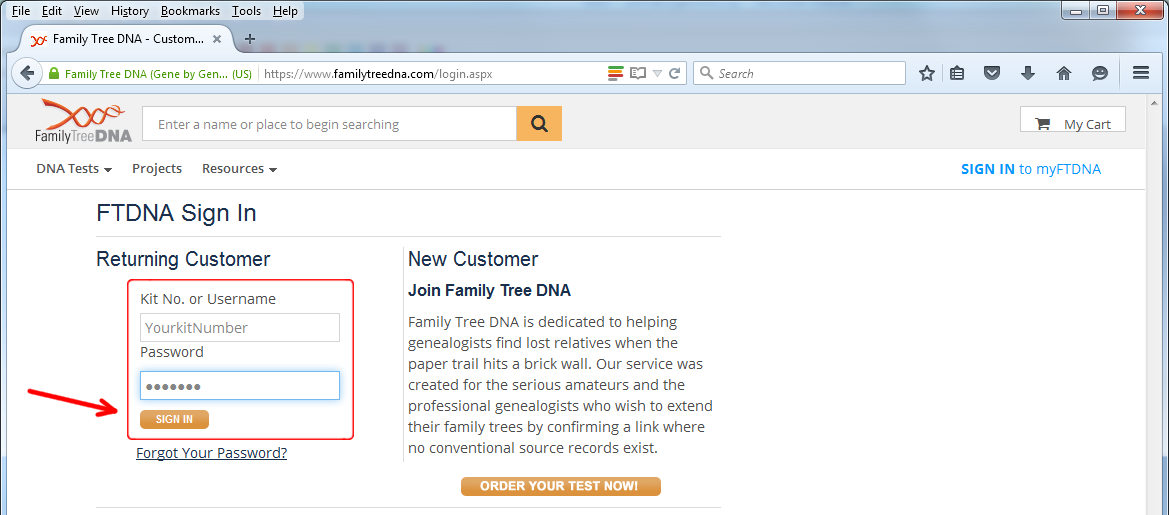 File Edit View History Bookmarks Tools Help
Family Tree DNA - Custom...
Family Tree DNA (Gene by Gen... (US) https://www.familytreedna.com/login.aspx Search
FamilyTreeDNA Enter a name or place to begin searching My Cart
DNA Tests Projects Resources SIGN IN to myFTDNA
FTDNA Sign In
Returning Customer
Kit No. or Username
YourkitNumber
Password
•••••••
SIGN IN
Forgot Your Password?
New Customer
Join Family Tree DNA
Family Tree DNA is dedicated to helping
genealogists find lost relatives when the
paper trail hits a brick wall. Our service was
created for the serious amateurs and the
professional genealogists who wish to extend
their family trees by confirming a link where
no conventional source records exist.
ORDER YOUR TEST NOW!